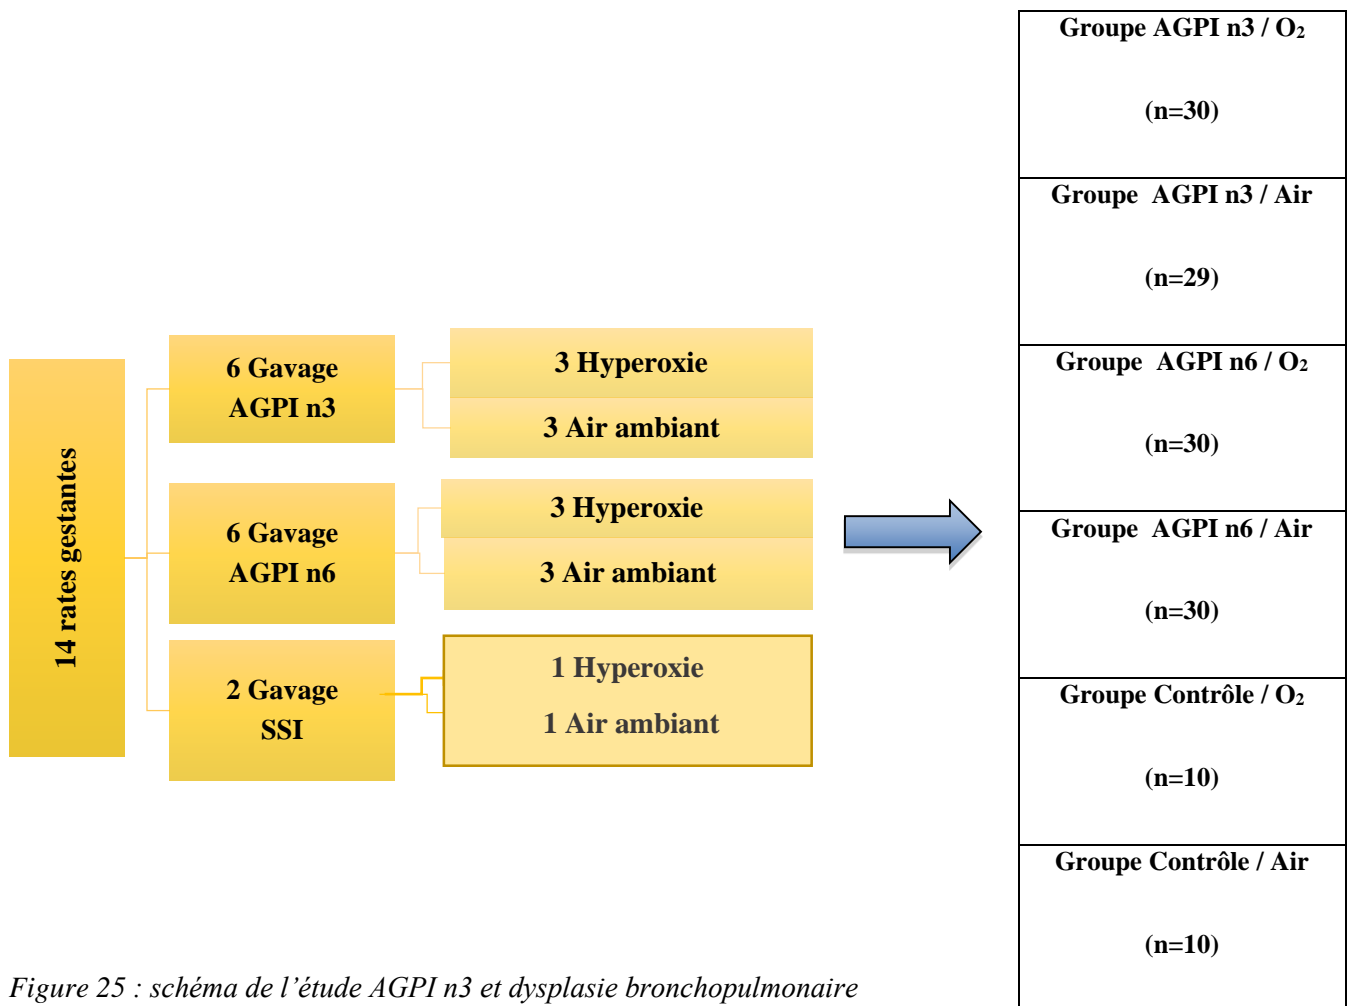 14 rates gestantes
6 Gavage
AGPI n3
3 Hyperoxie
3 Air ambiant
6 Gavage
AGPI n6
3 Hyperoxie
3 Air ambiant
2 Gavage
SSI
1 Hyperoxie
1 Air ambiant
Groupe AGPI n3 / O₂
(n=30)
Groupe AGPI n3 / Air
(n=29)
Groupe AGPI n6 / O₂
(n=30)
Groupe AGPI n6 / Air
(n=30)
Groupe Contrôle / O₂
(n=10)
Groupe Contrôle / Air
(n=10)
Figure 25 : schéma de l’étude AGPI n3 et dysplasie bronchopulmonaire